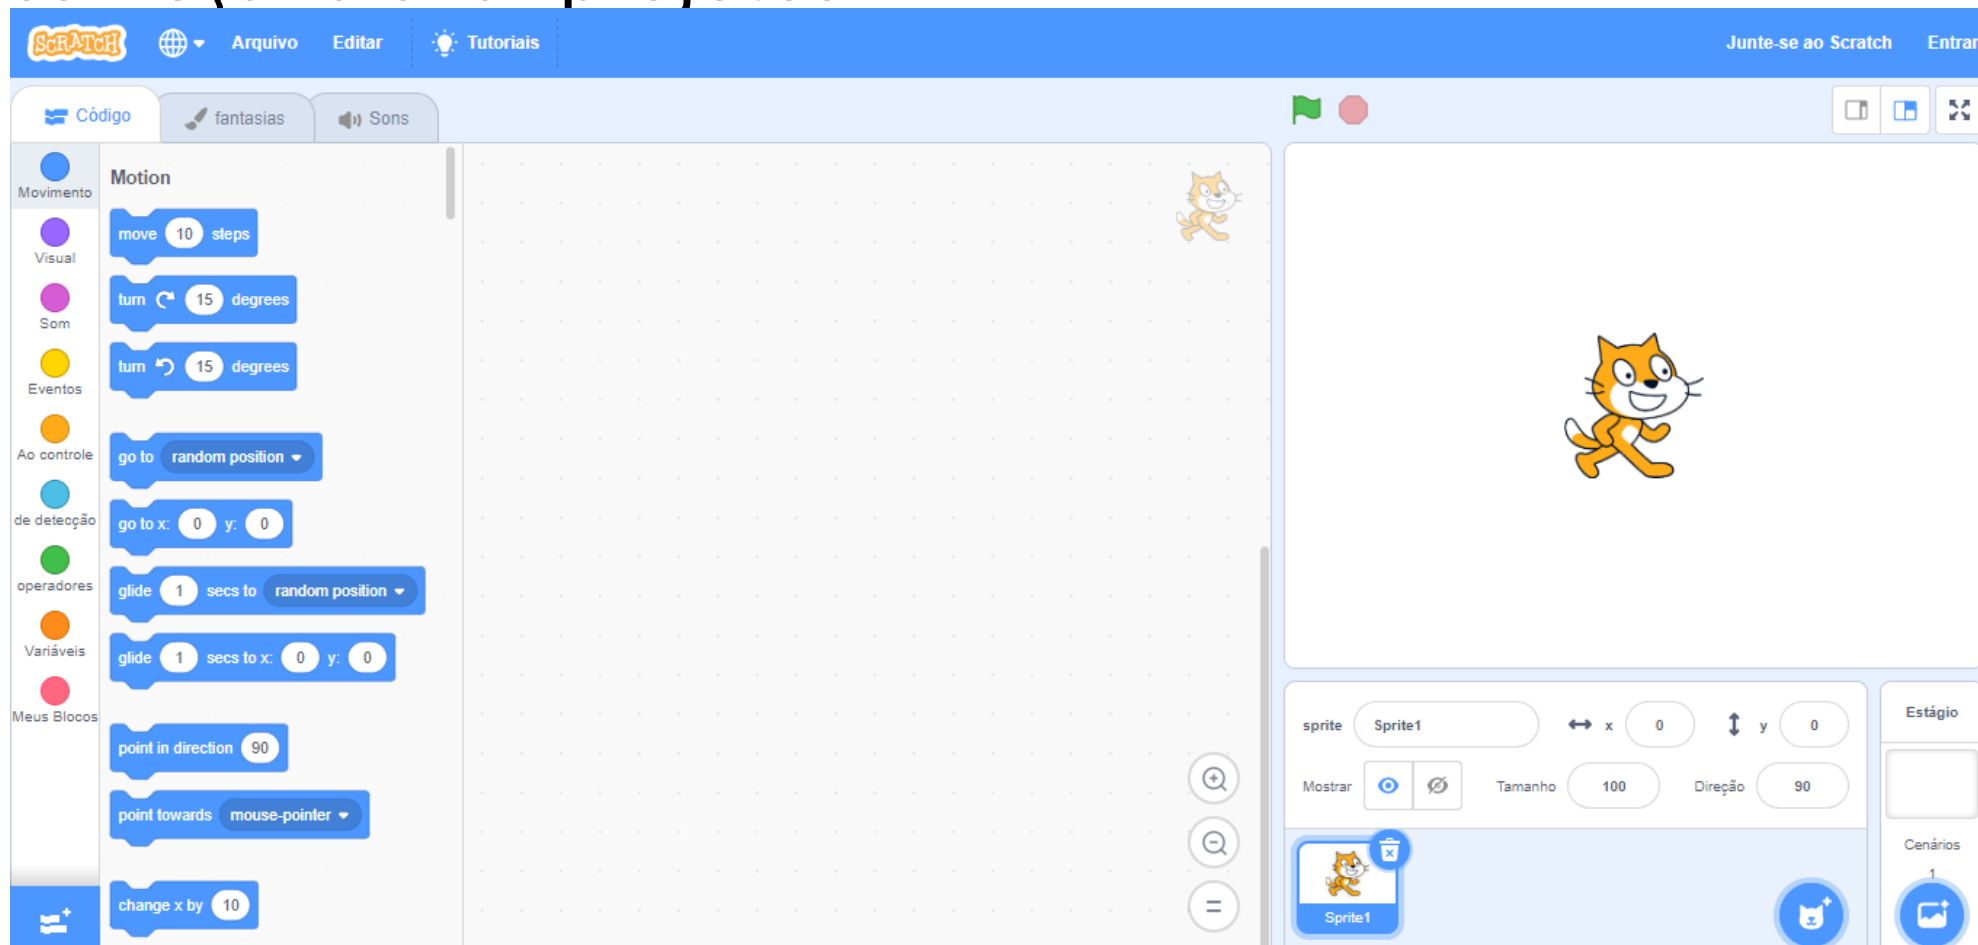 SCRATCH Arquivo Editar Tutoriais Junte-se ao Scratch Entrar
Código fantasias Sons
Movimento
Visual
Som
Eventos
Ao controle
de detecção
operadores
Variáveis
Meus Blocos
Motion
move 10 steps
turn 15 degrees
turn 15 degrees
go to random position
go to x: 0 y: 0
glide 1 secs to random position
glide 1 secs to x: 0 y: 0
point in direction 90
point towards mouse-pointer
change x by 10
sprite Sprite1 x 0 y 0
Mostrar Tamanho 100 Direção 90
Sprite1
Estágio
Cenários
1